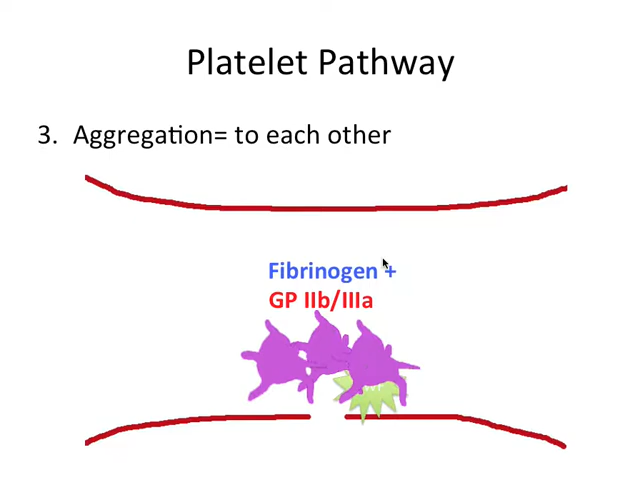 Platelet Pathway
3. Aggregation= to each other
Fibrinogen +
GP IIb/IIIa